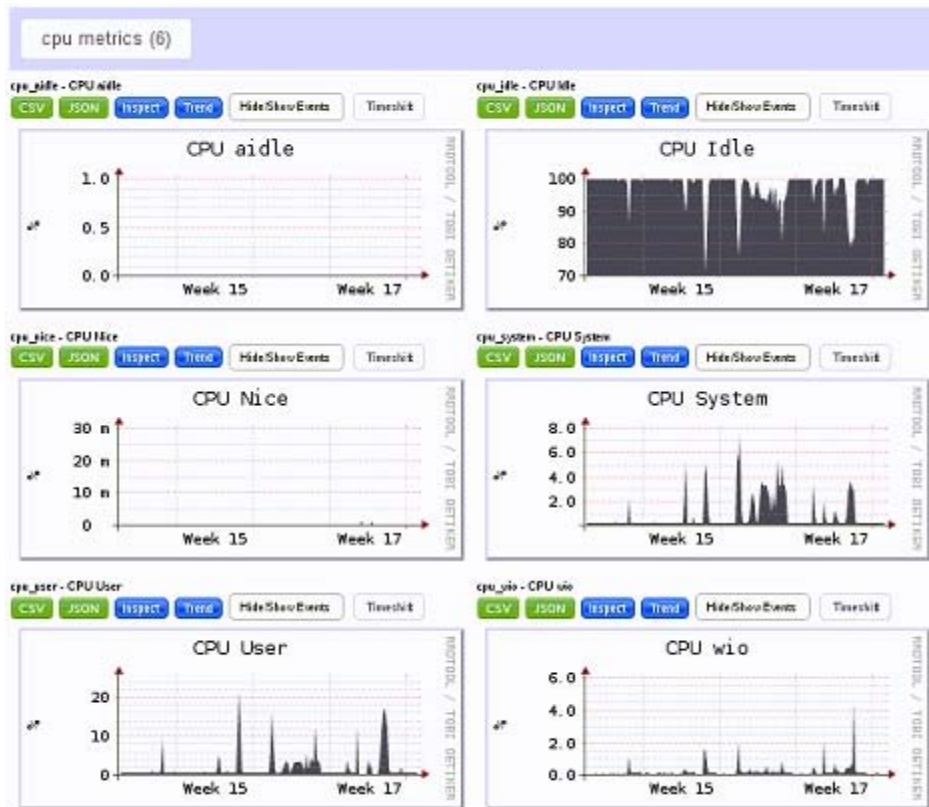 cpu metrics (6)
cpu_aidle - CPU aidle
CSV JSON Inspect Trend Hide/Show Events Timeshift
CPU aidle
1.0
0.5
0.0
%
Week 15 Week 17
RRDTOOL / TOBI OETIKER
cpu_idle - CPU Idle
CSV JSON Inspect Trend Hide/Show Events Timeshift
CPU Idle
100
90
80
70
%
Week 15 Week 17
RRDTOOL / TOBI OETIKER
cpu_nice - CPU Nice
CSV JSON Inspect Trend Hide/Show Events Timeshift
CPU Nice
30 m
20 m
10 m
0
%
Week 15 Week 17
RRDTOOL / TOBI OETIKER
cpu_system - CPU System
CSV JSON Inspect Trend Hide/Show Events Timeshift
CPU System
8.0
6.0
4.0
2.0
%
Week 15 Week 17
RRDTOOL / TOBI OETIKER
cpu_user - CPU User
CSV JSON Inspect Trend Hide/Show Events Timeshift
CPU User
20
10
0
%
Week 15 Week 17
RRDTOOL / TOBI OETIKER
cpu_wio - CPU wio
CSV JSON Inspect Trend Hide/Show Events Timeshift
CPU wio
6.0
4.0
2.0
0.0
%
Week 15 Week 17
RRDTOOL / TOBI OETIKER